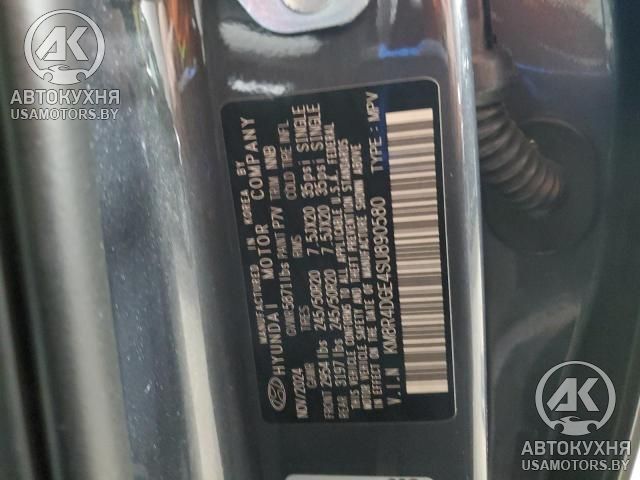 AK
АВТОКУХНЯ
USAMOTORS.BY
MANUFACTURED IN KOREA BY
HYUNDAI MOTOR COMPANY
NOV/2024 GVWR:5871 lbs PAINT P7V TRIM NNB
GAWR TIRES RIMS COLD TIRE INFL
FRONT 2954 lbs 245/50R20 7.5JX20 35psi SINGLE
REAR 3197 lbs 245/50R20 7.5JX20 35psi SINGLE
THIS VEHICLE CONFORMS TO ALL APPLICABLE U.S. FEDERAL
MOTOR VEHICLE SAFETY AND THEFT PREVENTION STANDARDS
IN EFFECT ON THE DATE OF MANUFACTURE SHOWN ABOVE
V.I.N KM8R4DGE4SU890580 TYPE : MPV
AK
АВТОКУХНЯ
USAMOTORS.BY